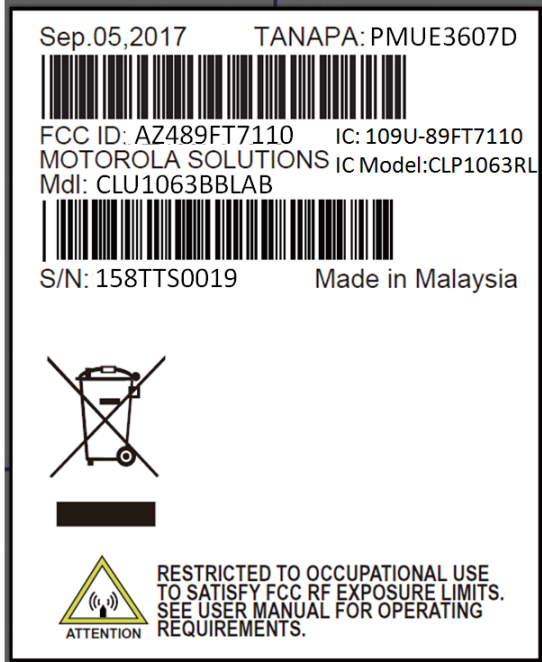 Sep.05,2017 TANAPA: PMUE3607D
FCC ID: AZ489FT7110 IC: 109U-89FT7110
MOTOROLA SOLUTIONS IC Model:CLP1063RL
Mdl: CLU1063BBLAB
S/N: 158TTS0019 Made in Malaysia
RESTRICTED TO OCCUPATIONAL USE
TO SATISFY FCC RF EXPOSURE LIMITS.
SEE USER MANUAL FOR OPERATING
REQUIREMENTS.
ATTENTION